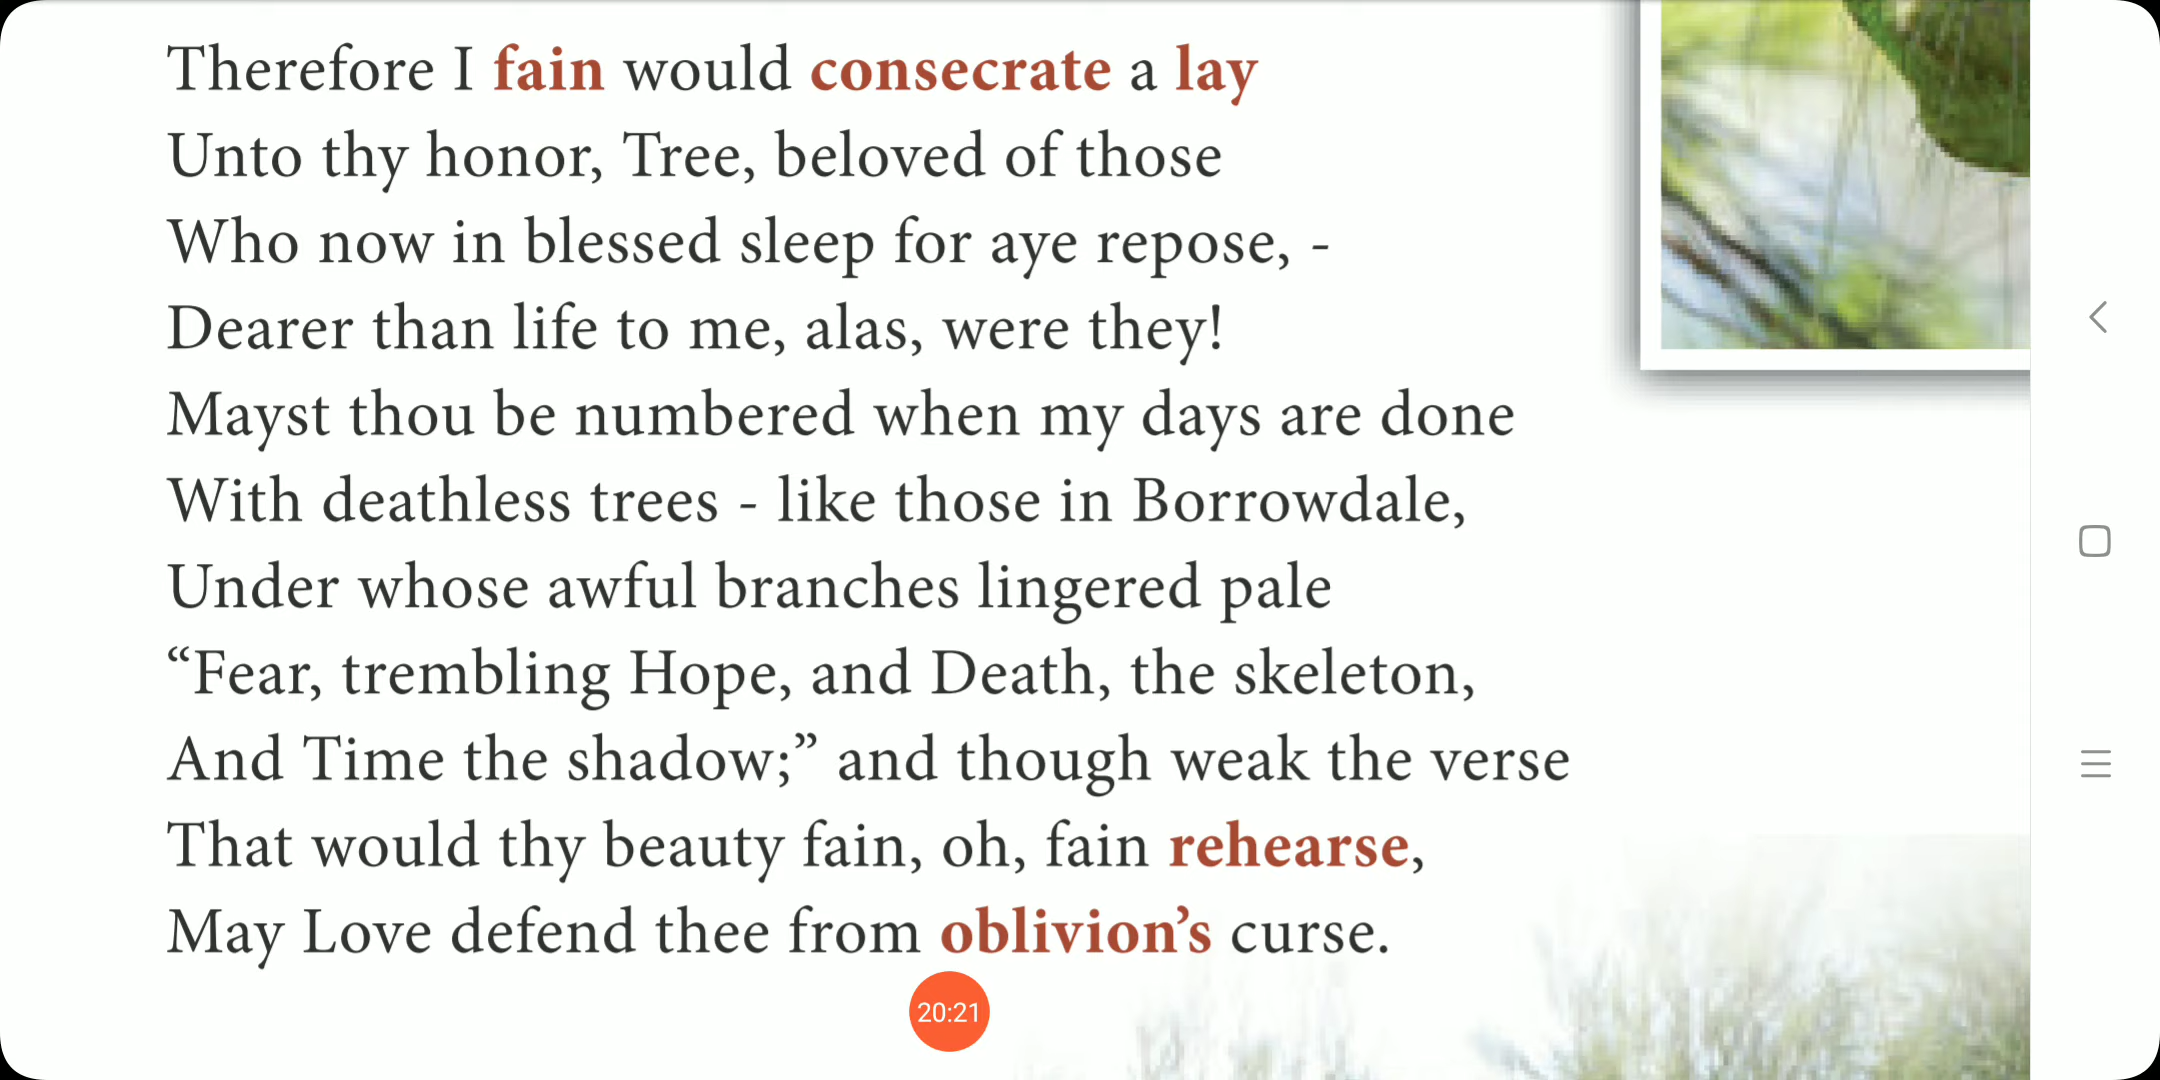 Therefore I fain would consecrate a lay
Unto thy honor, Tree, beloved of those
Who now in blessed sleep for aye repose, -
Dearer than life to me, alas, were they!
Mayst thou be numbered when my days are done
With deathless trees - like those in Borrowdale,
Under whose awful branches lingered pale
“Fear, trembling Hope, and Death, the skeleton,
And Time the shadow;” and though weak the verse
That would thy beauty fain, oh, fain rehearse,
May Love defend thee from oblivion’s curse.
20:21